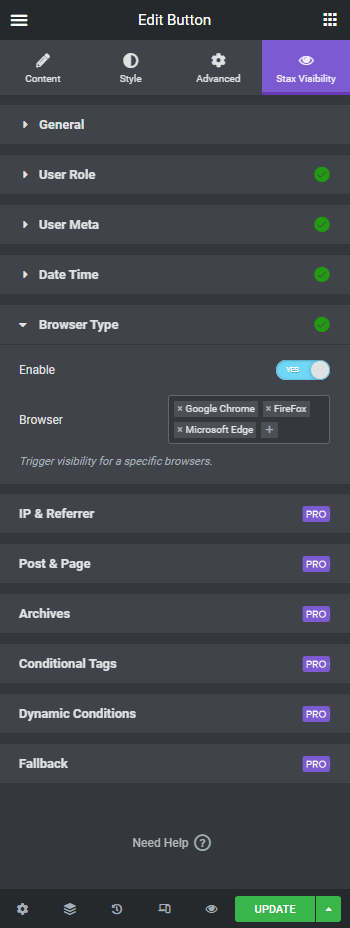 Edit Button
Content
Style
Advanced
Stax Visibility
General
User Role
User Meta
Date Time
Browser Type
Enable
YES
Browser
× Google Chrome × FireFox
× Microsoft Edge +
Trigger visibility for a specific browsers.
IP & Referrer PRO
Post & Page PRO
Archives PRO
Conditional Tags PRO
Dynamic Conditions PRO
Fallback PRO
Need Help ?
UPDATE